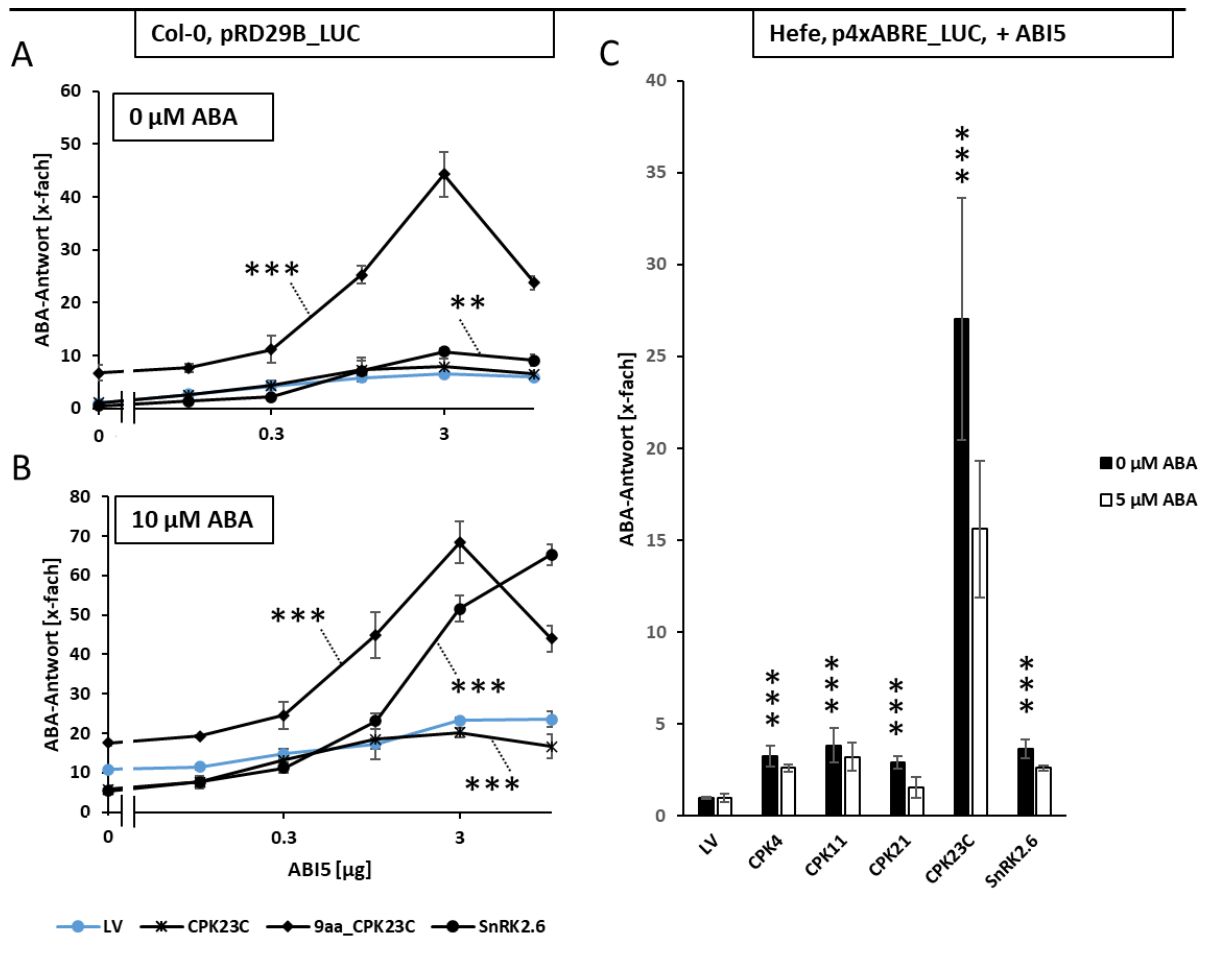 Col-0, pRD29B_LUC
Hefe, p4xABRE_LUC, + ABI5
A
0 µM ABA
ABA-Antwort [x-fach]
60
50
40
30
20
10
0
***
**
0
0.3
3
B
10 µM ABA
ABA-Antwort [x-fach]
80
70
60
50
40
30
20
10
0
***
***
***
0
0.3
3
ABI5 [µg]
LV CPK23C 9aa_CPK23C SnRK2.6
C
ABA-Antwort [x-fach]
40
35
30
25
20
15
10
5
0
***
***
***
***
***
LV
CPK4
CPK11
CPK21
CPK23C
SnRK2.6
0 µM ABA
5 µM ABA